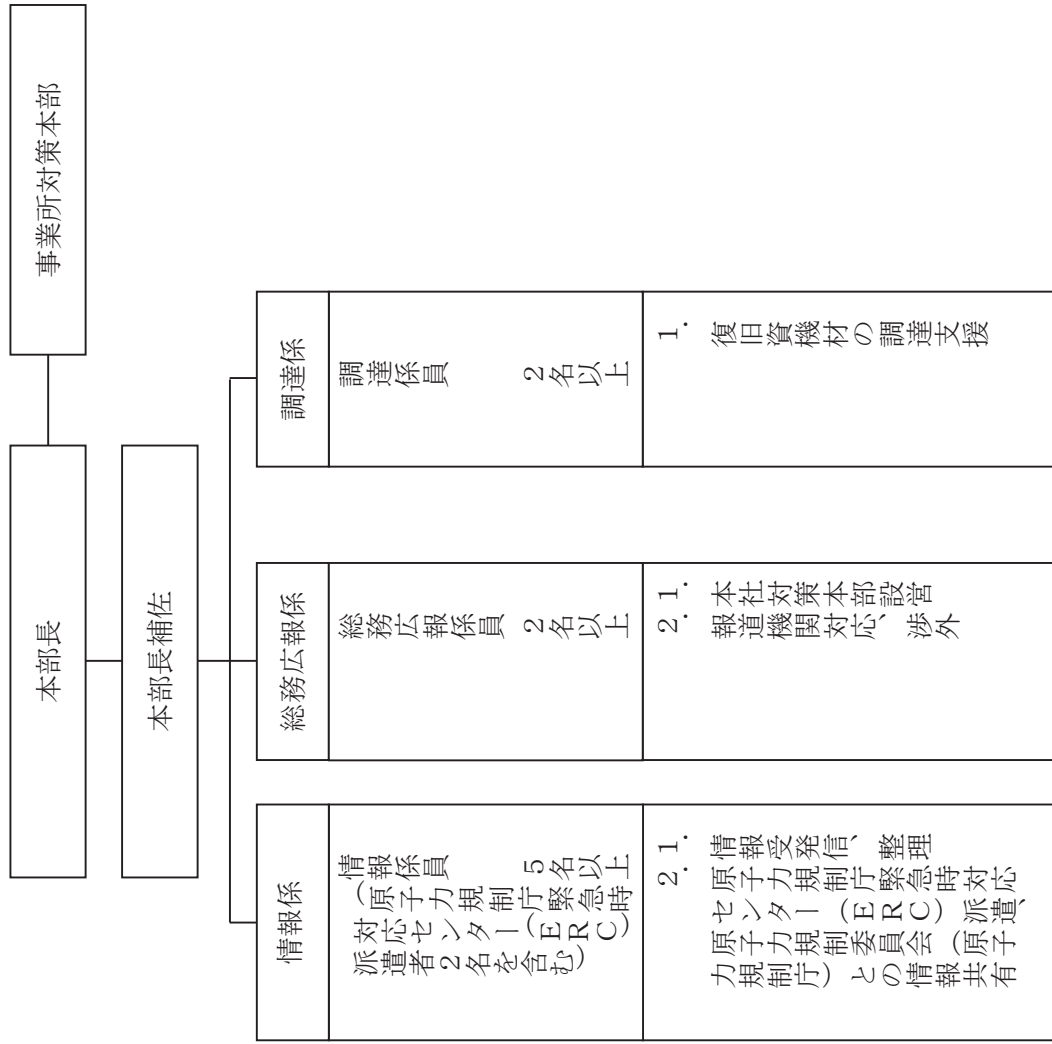 事業所対策本部
本部長
本部長補佐
情報係
情報係員　　　５名以上
（原子力規制庁緊急時
対応センター（ＥＲＣ）時
派遣者２名を含む）
１．情報受発信、整理
２．原子力規制庁緊急時対応
センター（ＥＲＣ）派遣、
原子力規制委員会（原子
力規制庁）との情報共有
総務広報係
総務広報係員　２名以上
１．本社対策本部設営
２．報道機関対応、渉外
調達係
調達係員　　　２名以上
１．復旧資機材の調達支援